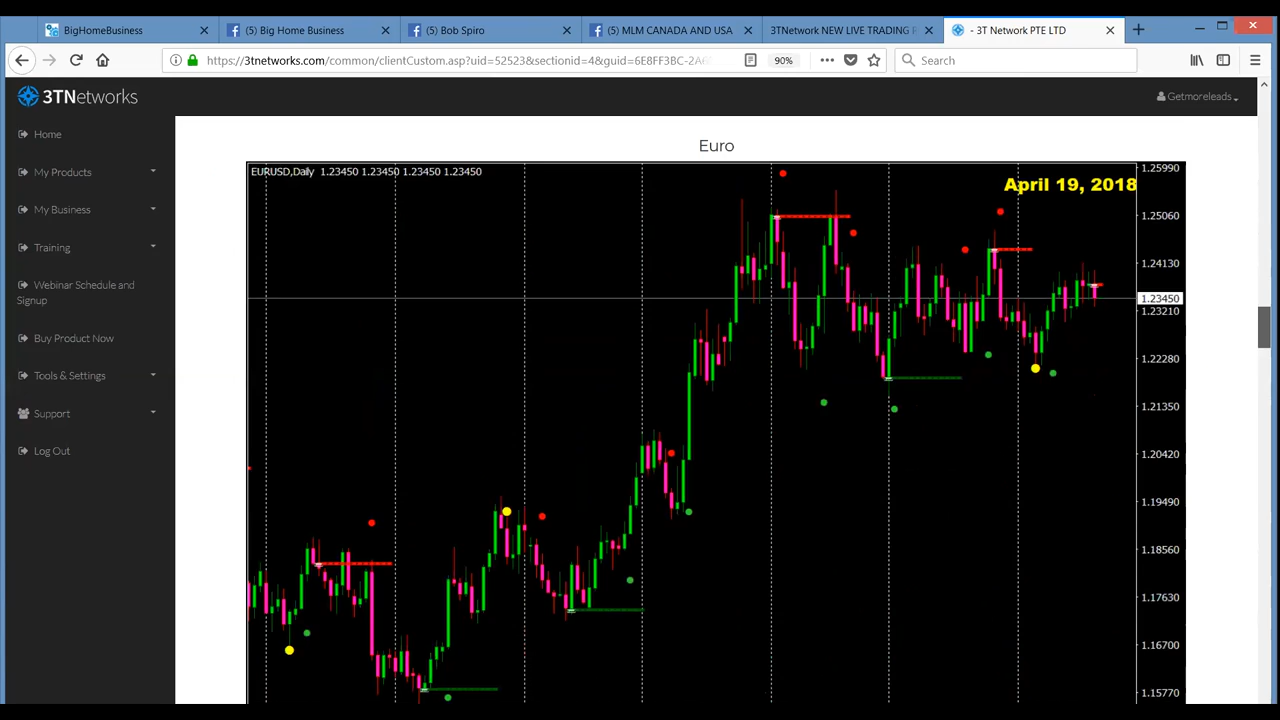 BigHomeBusiness
(5) Big Home Business
(5) Bob Spiro
(5) MLM CANADA AND USA
3TNetwork NEW LIVE TRADING
- 3T Network PTE LTD
https://3tnetworks.com/common/clientCustom.asp?uid=52523&sectionid=4&guid=6E8FF3BC-2A6
90%
Search
3TNetworks
Getmoreleads
Home
My Products
My Business
Training
Webinar Schedule and
Signup
Buy Product Now
Tools & Settings
Support
Log Out
Euro
EURUSD,Daily 1.23450 1.23450 1.23450 1.23450
April 19, 2018
1.25990
1.25060
1.24130
1.23450
1.23210
1.22280
1.21350
1.20420
1.19490
1.18560
1.17630
1.16700
1.15770